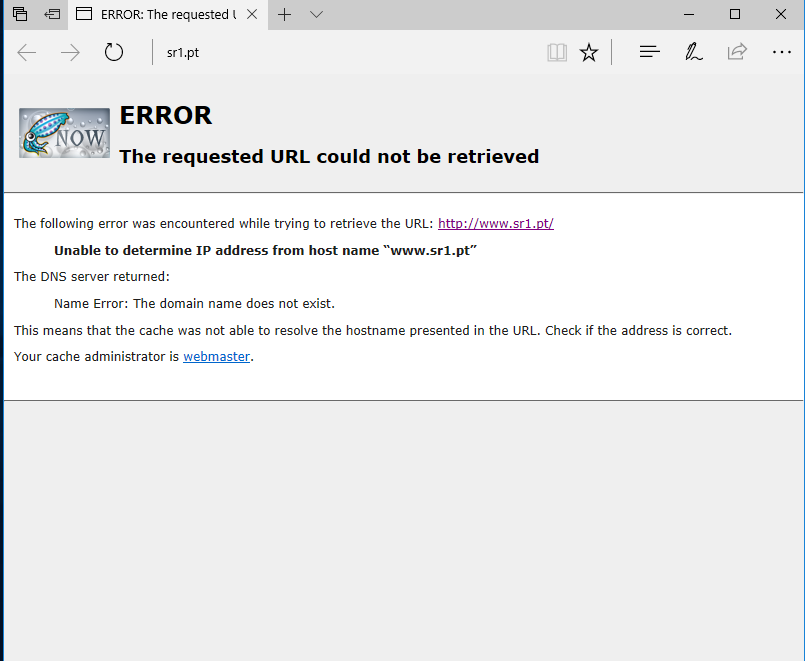 ERROR: The requested U
sr1.pt
NOW
ERROR
The requested URL could not be retrieved
The following error was encountered while trying to retrieve the URL: http://www.sr1.pt/
Unable to determine IP address from host name “www.sr1.pt”
The DNS server returned:
Name Error: The domain name does not exist.
This means that the cache was not able to resolve the hostname presented in the URL. Check if the address is correct.
Your cache administrator is webmaster.